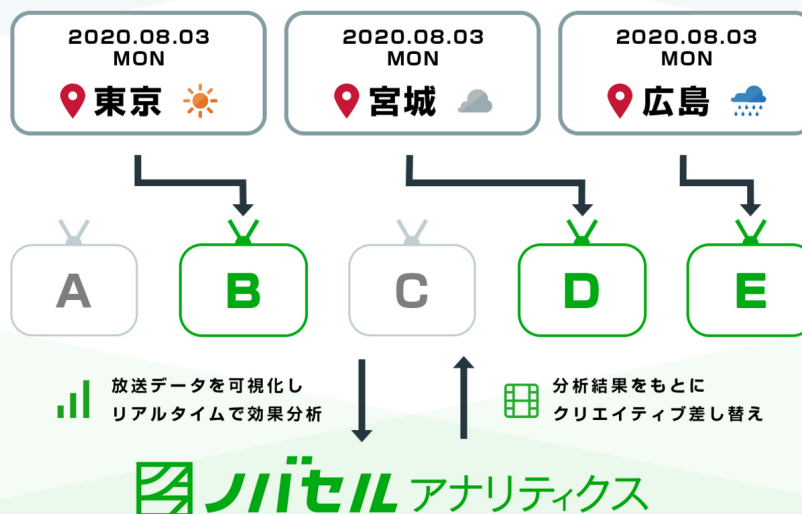 2020.08.03
MON
東京
2020.08.03
MON
宮城
2020.08.03
MON
広島
A
B
C
D
E
放送データを可視化し
リアルタイムで効果分析
分析結果をもとに
クリエイティブ差し替え
ノバセル アナリティクス